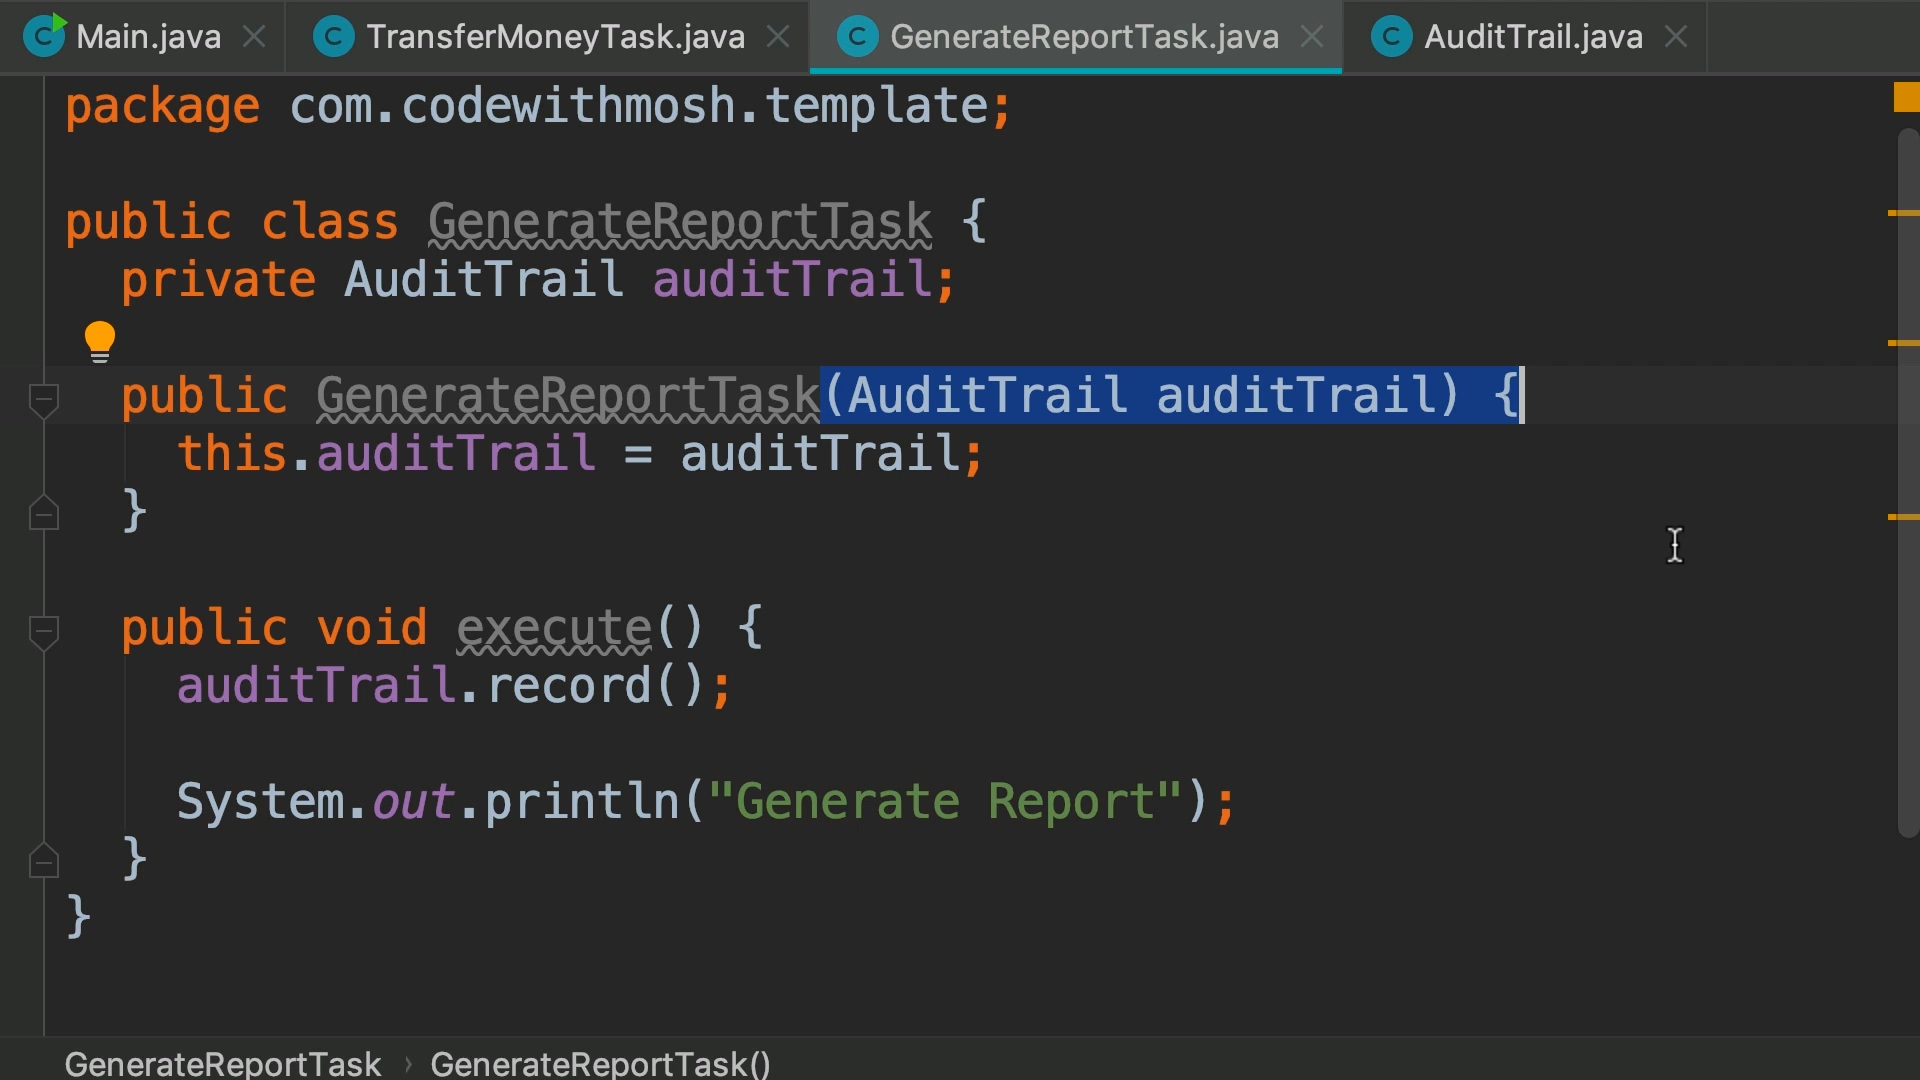 Main.java TransferMoneyTask.java GenerateReportTask.java AuditTrail.java
package com.codewithmosh.template;
public class GenerateReportTask {
private AuditTrail auditTrail;
public GenerateReportTask(AuditTrail auditTrail) {
this.auditTrail = auditTrail;
}
public void execute() {
auditTrail.record();
System.out.println("Generate Report");
}
}
GenerateReportTask › GenerateReportTask()